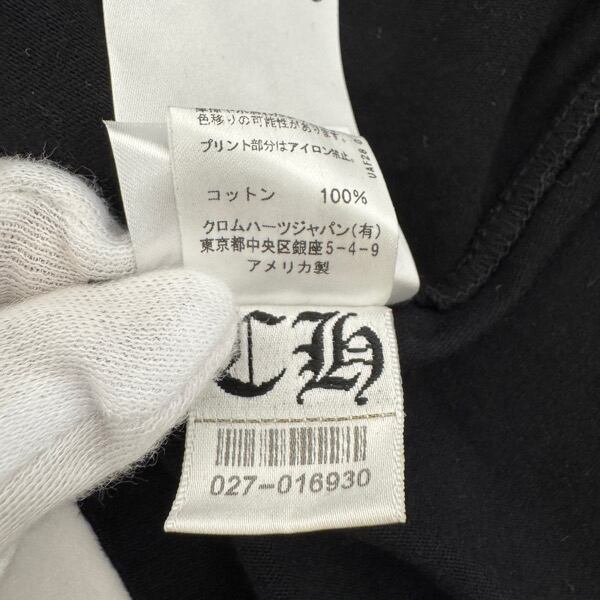 色移りの可能性があります。
プリント部分はアイロン禁止。
コットン 100%
クロムハーツジャパン(有)
東京都中央区銀座5-4-9
アメリカ製
UAF28
CH
027-016930